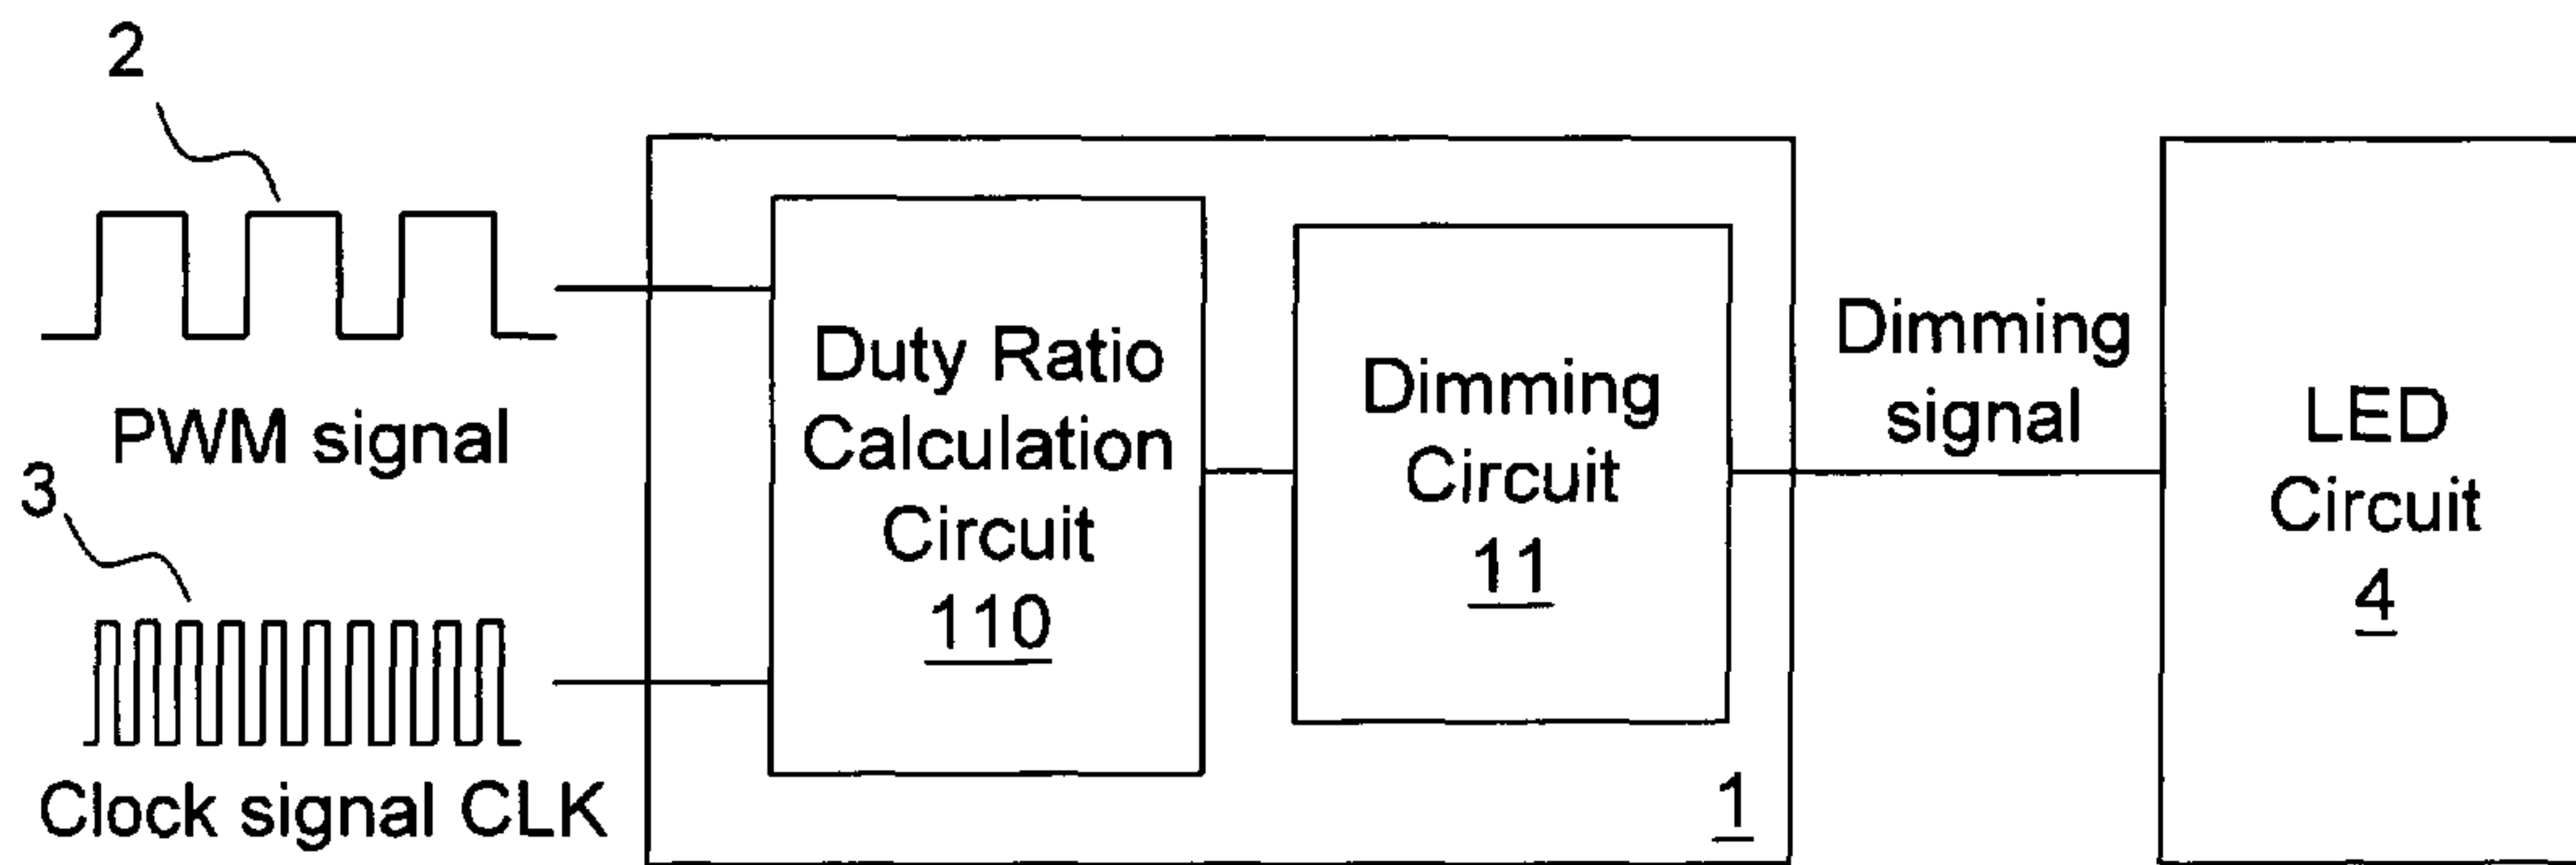 2
PWM signal
3
Clock signal CLK
Duty Ratio
Calculation
Circuit
110
Dimming
Circuit
11
1
Dimming
signal
LED
Circuit
4